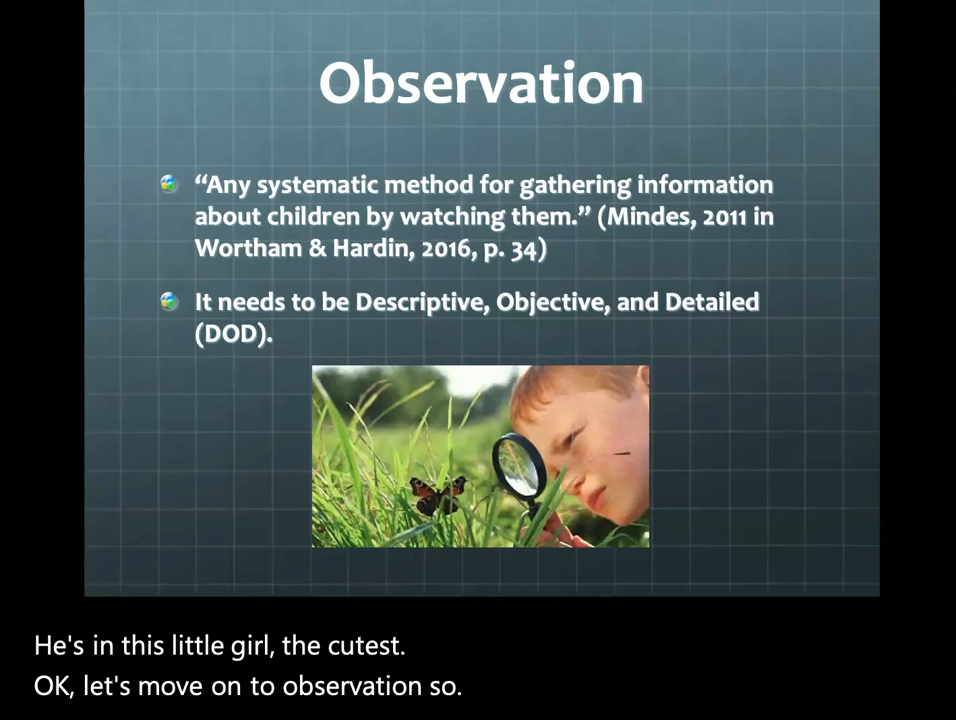 Observation
“Any systematic method for gathering information
about children by watching them.” (Mindes, 2011 in
Wortham & Hardin, 2016, p. 34)
It needs to be Descriptive, Objective, and Detailed
(DOD).
He's in this little girl, the cutest.
OK, let's move on to observation so.